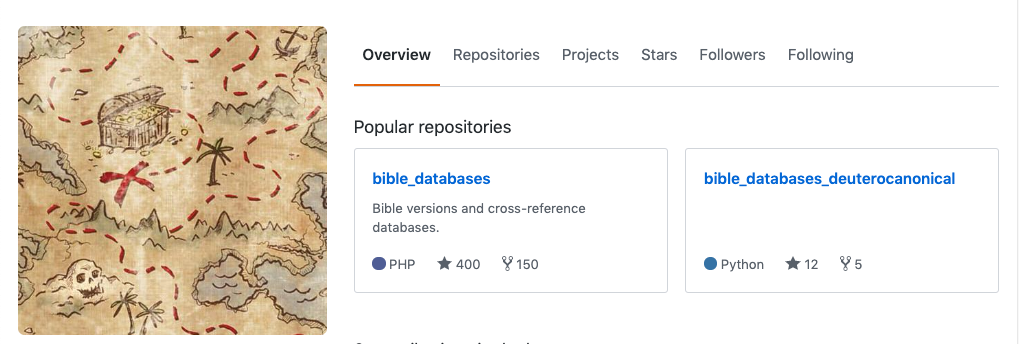 Overview Repositories Projects Stars Followers Following
Popular repositories
bible_databases
Bible versions and cross-reference
databases.
PHP 400 150
bible_databases_deuterocanonical
Python 12 5